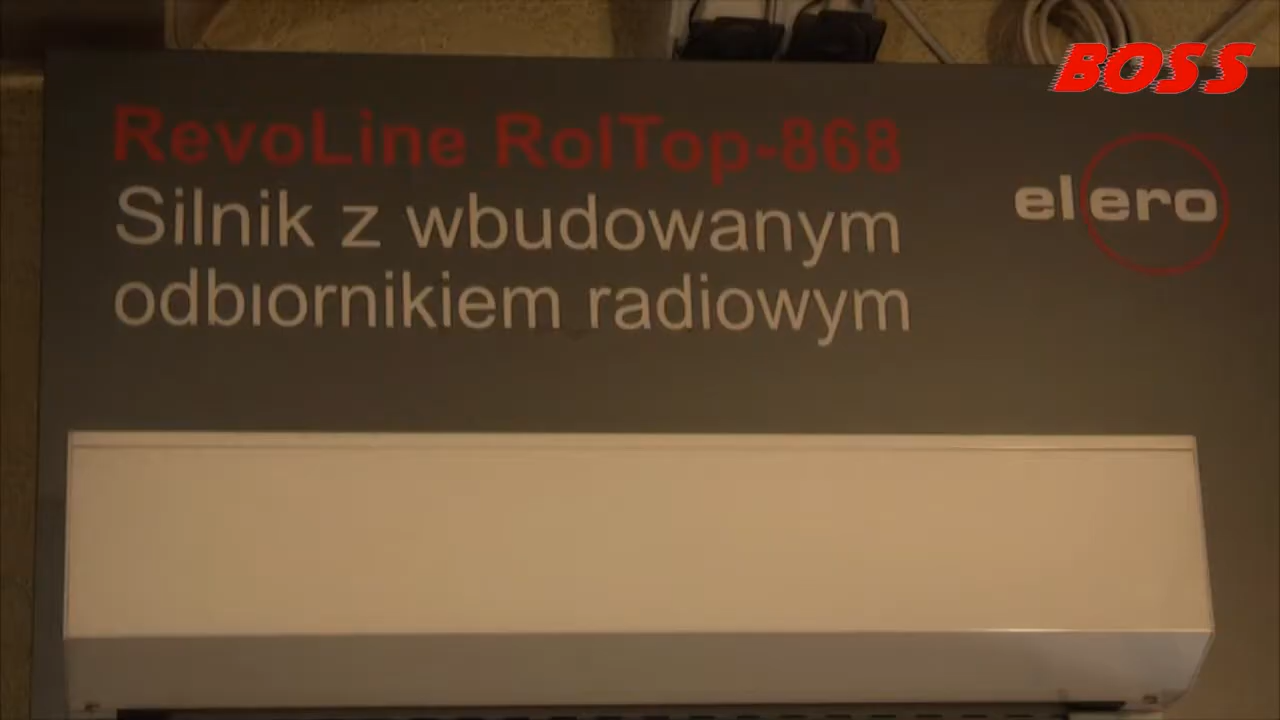 BOSS
RevoLine RolTop-868
elero
Silnik z wbudowanym
odbiornikiem radiowym